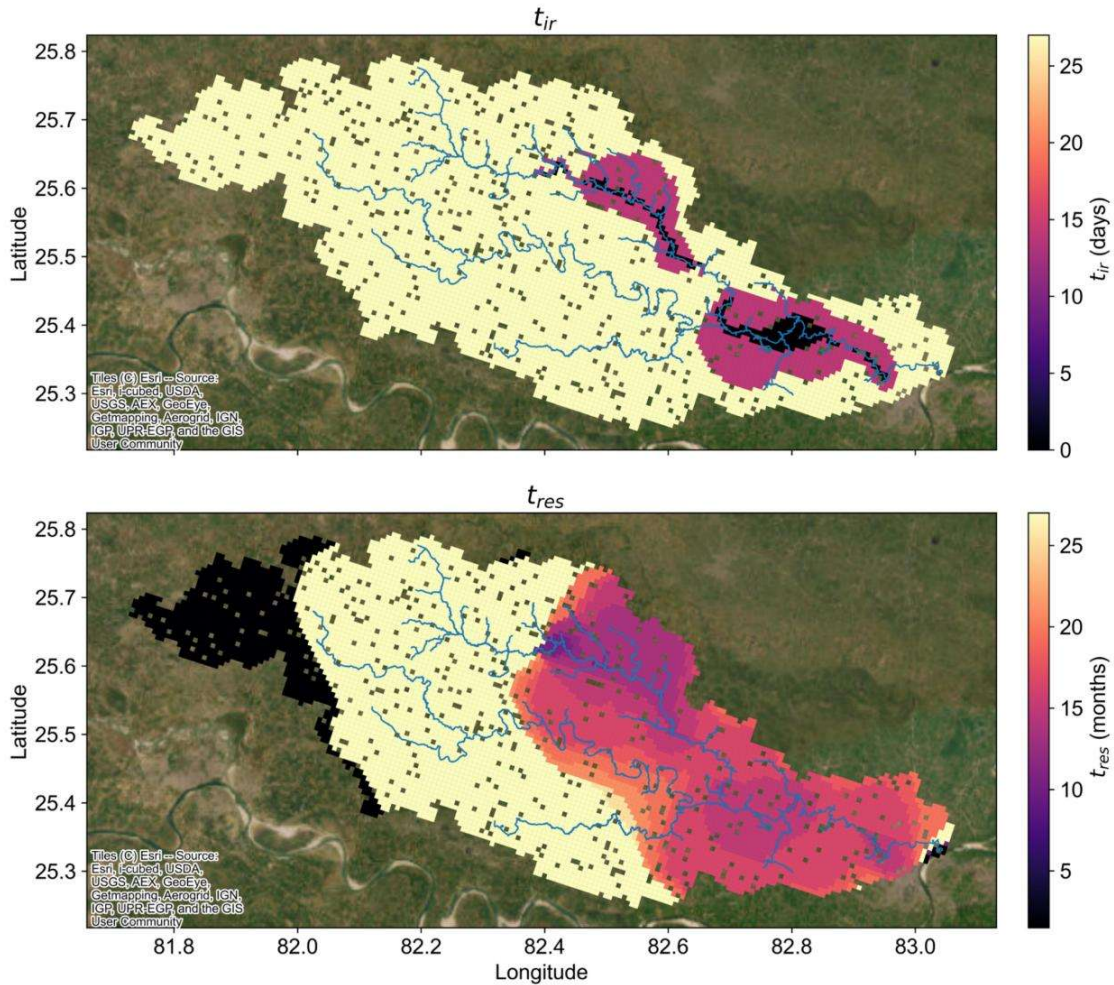 t_ir
25.8
25.7
25.6
25.5
25.4
25.3
Latitude
Tiles (C) Esri -- Source:
Esri, i-cubed, USDA,
USGS, AEX, GeoEye,
Getmapping, Aerogrid, IGN,
IGP, UPR-EGP, and the GIS
User Community
25
20
15
10
5
0
t_ir (days)
t_res
25.8
25.7
25.6
25.5
25.4
25.3
Latitude
Tiles (C) Esri -- Source:
Esri, i-cubed, USDA,
USGS, AEX, GeoEye,
Getmapping, Aerogrid, IGN,
IGP, UPR-EGP, and the GIS
User Community
25
20
15
10
5
t_res (months)
81.8 82.0 82.2 82.4 82.6 82.8 83.0
Longitude